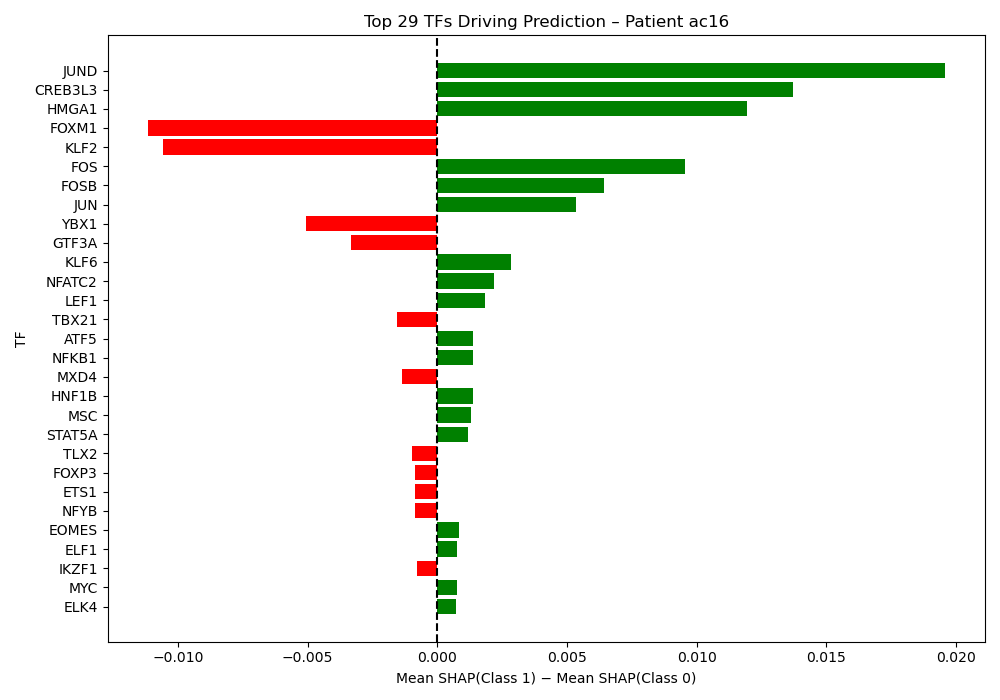 Top 29 TFs Driving Prediction – Patient ac16
TF
JUND
CREB3L3
HMGA1
FOXM1
KLF2
FOS
FOSB
JUN
YBX1
GTF3A
KLF6
NFATC2
LEF1
TBX21
ATF5
NFKB1
MXD4
HNF1B
MSC
STAT5A
TLX2
FOXP3
ETS1
NFYB
EOMES
ELF1
IKZF1
MYC
ELK4
−0.010 −0.005 0.000 0.005 0.010 0.015 0.020
Mean SHAP(Class 1) − Mean SHAP(Class 0)